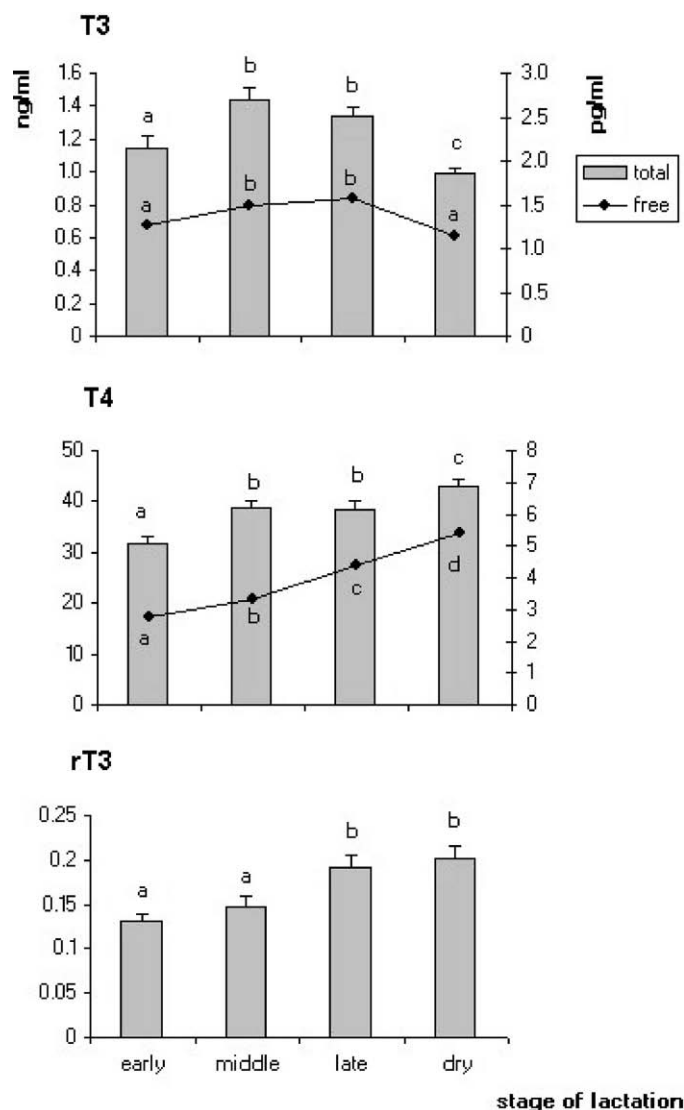 T3
ng/ml
pg/ml
1.6
1.4
1.2
1.0
0.8
0.6
0.4
0.2
0
3.0
2.5
2.0
1.5
1.0
0.5
0
a
b
b
c
a
b
b
a
total
free
T4
50
40
30
20
10
0
8
7
6
5
4
3
2
1
0
a
b
b
c
a
b
c
d
rT3
0.25
0.2
0.15
0.1
0.05
0
a
a
b
b
early middle late dry
stage of lactation